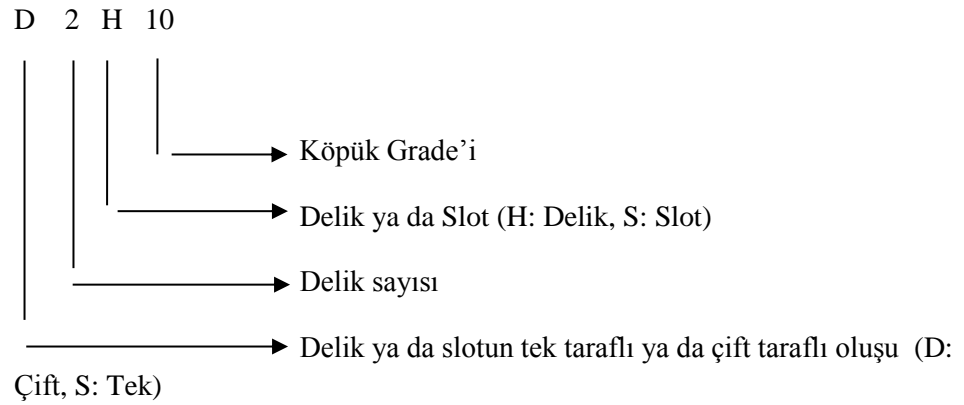 D 2 H 10
Köpük Grade’i
Delik ya da Slot (H: Delik, S: Slot)
Delik sayısı
Delik ya da slotun tek taraflı ya da çift taraflı oluşu (D:
Çift, S: Tek)